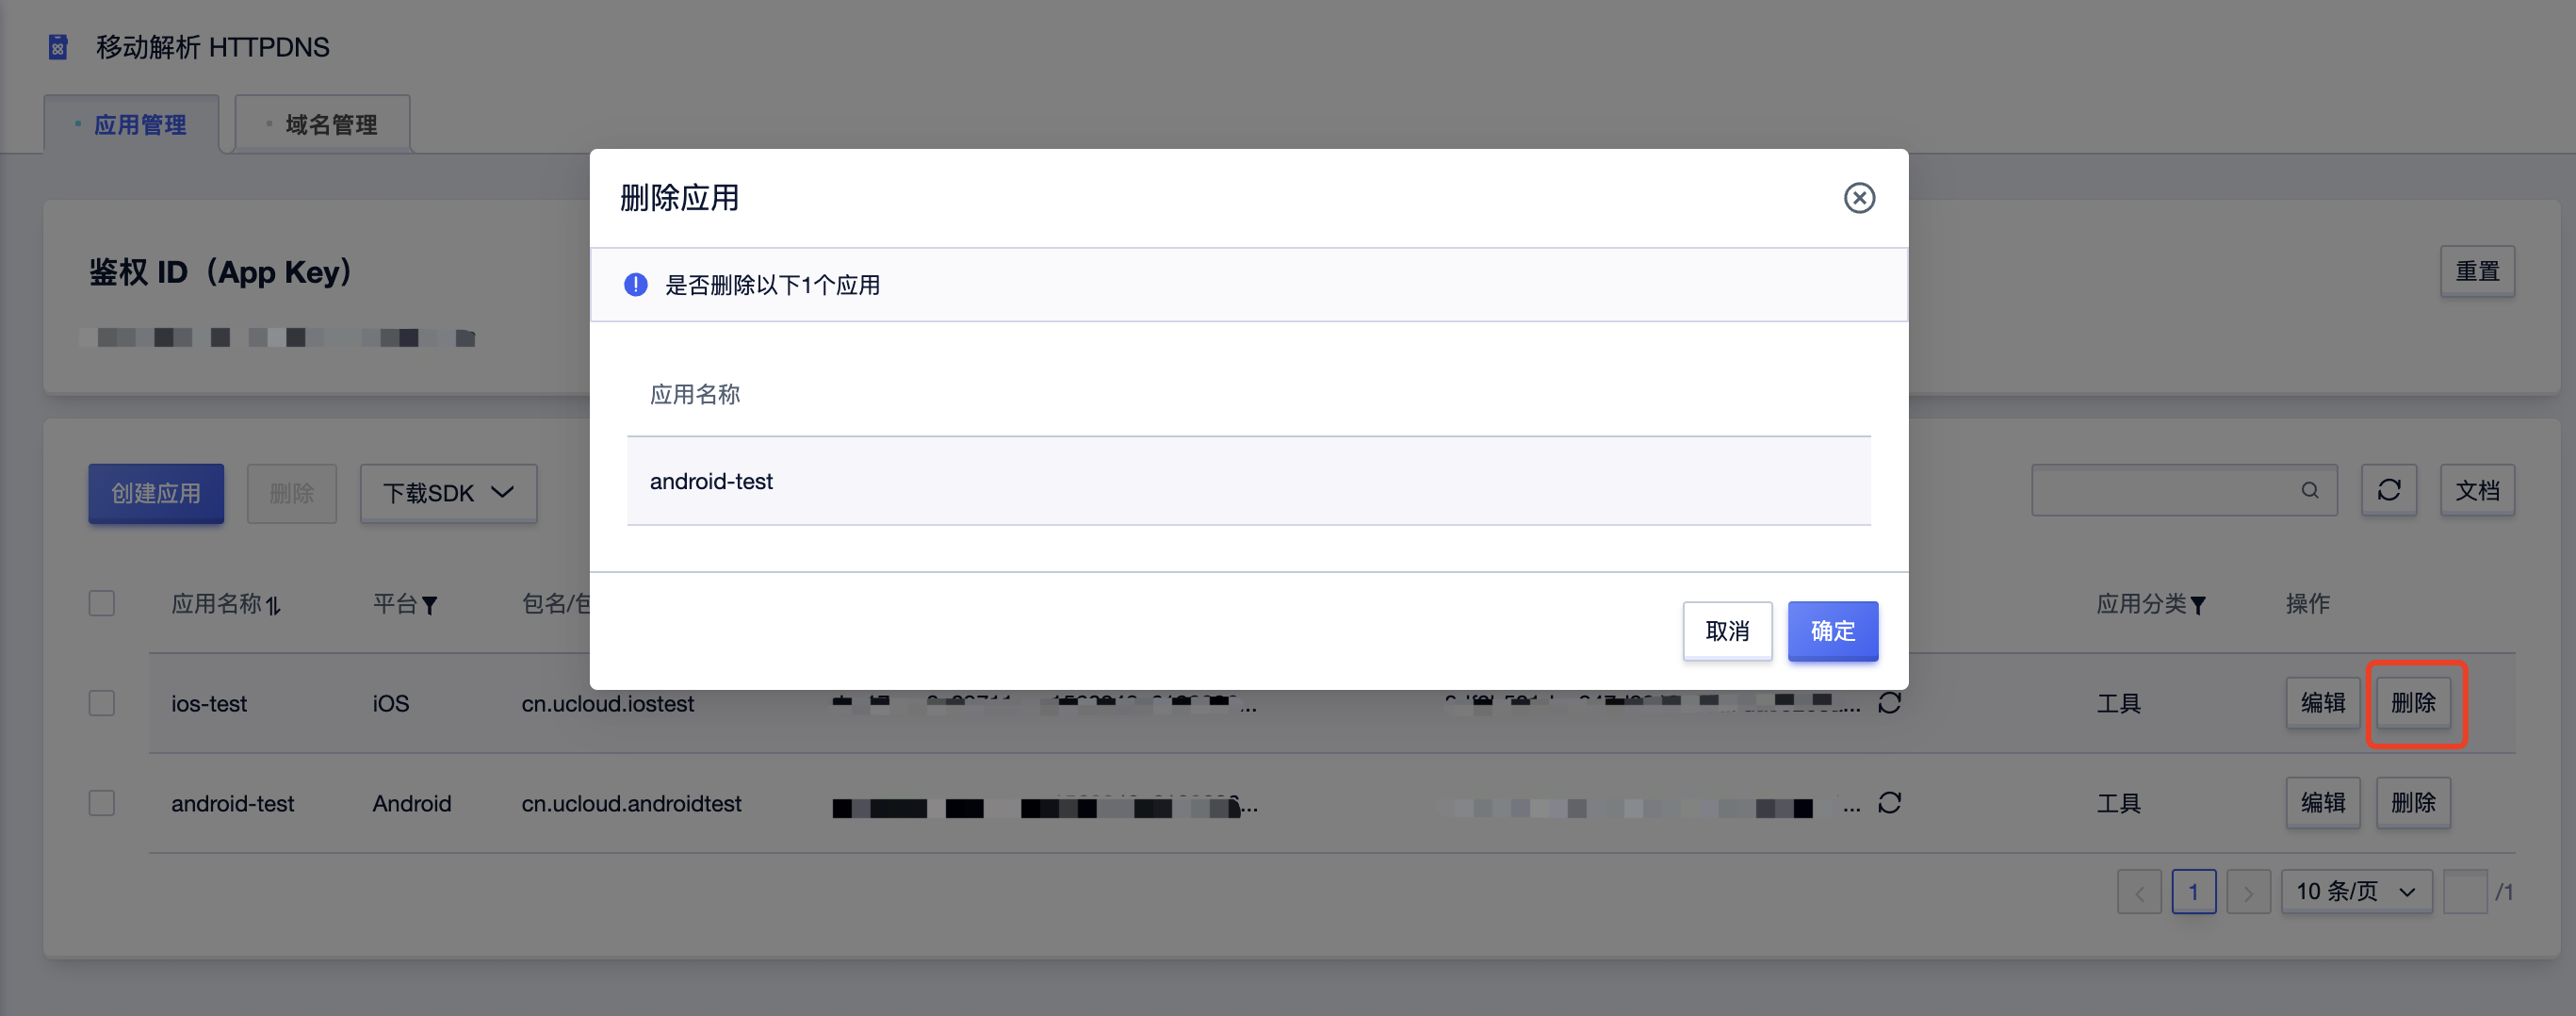 移动解析 HTTPDNS
应用管理
域名管理
鉴权 ID（App Key）
重置
删除应用
是否删除以下1个应用
应用名称
android-test
取消
确定
创建应用
删除
下载SDK
文档
应用名称
平台
包名/包
应用分类
操作
ios-test
iOS
cn.ucloud.iostest
...
...
工具
编辑
删除
android-test
Android
cn.ucloud.androidtest
...
...
工具
编辑
删除
1
10 条/页
/1